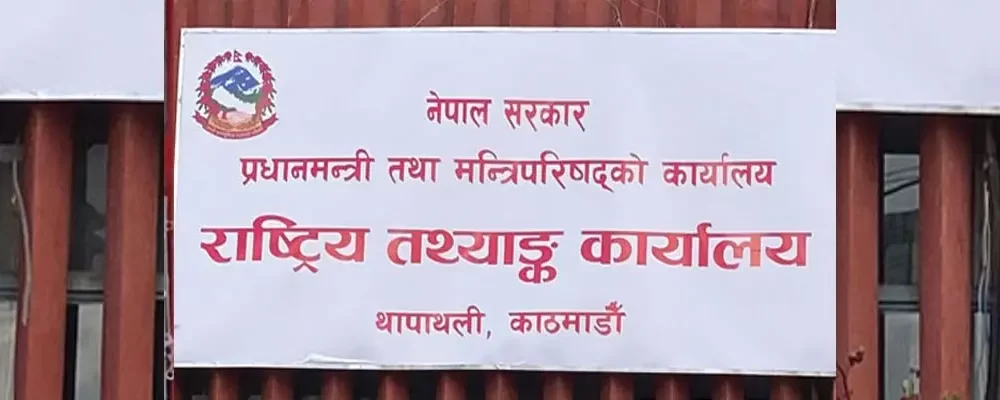 नेपाल सरकार
प्रधानमन्त्री तथा मन्त्रिपरिषद्को कार्यालय
राष्ट्रिय तथ्याङ्क कार्यालय
थापाथली, काठमाडौँ